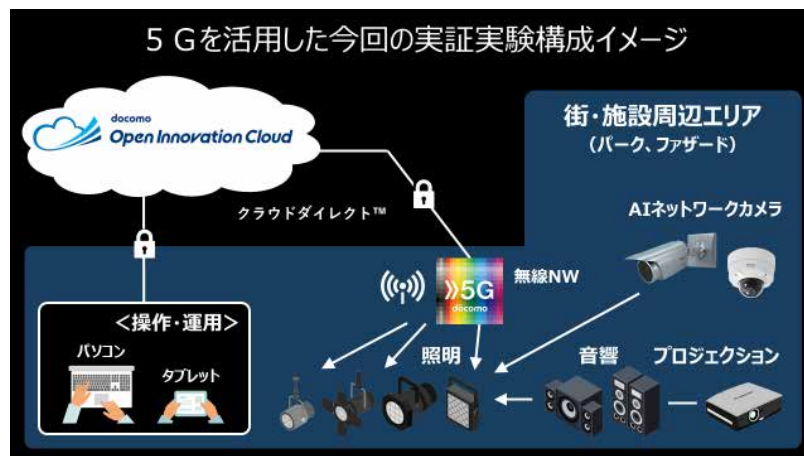 ５Gを活用した今回の実証実験構成イメージ
docomo
Open Innovation Cloud
街・施設周辺エリア
（パーク、ファザード）
クラウドダイレクト™
AIネットワークカメラ
無線NW
»5G
docomo
＜操作・運用＞
パソコン
タブレット
照明
音響
プロジェクション